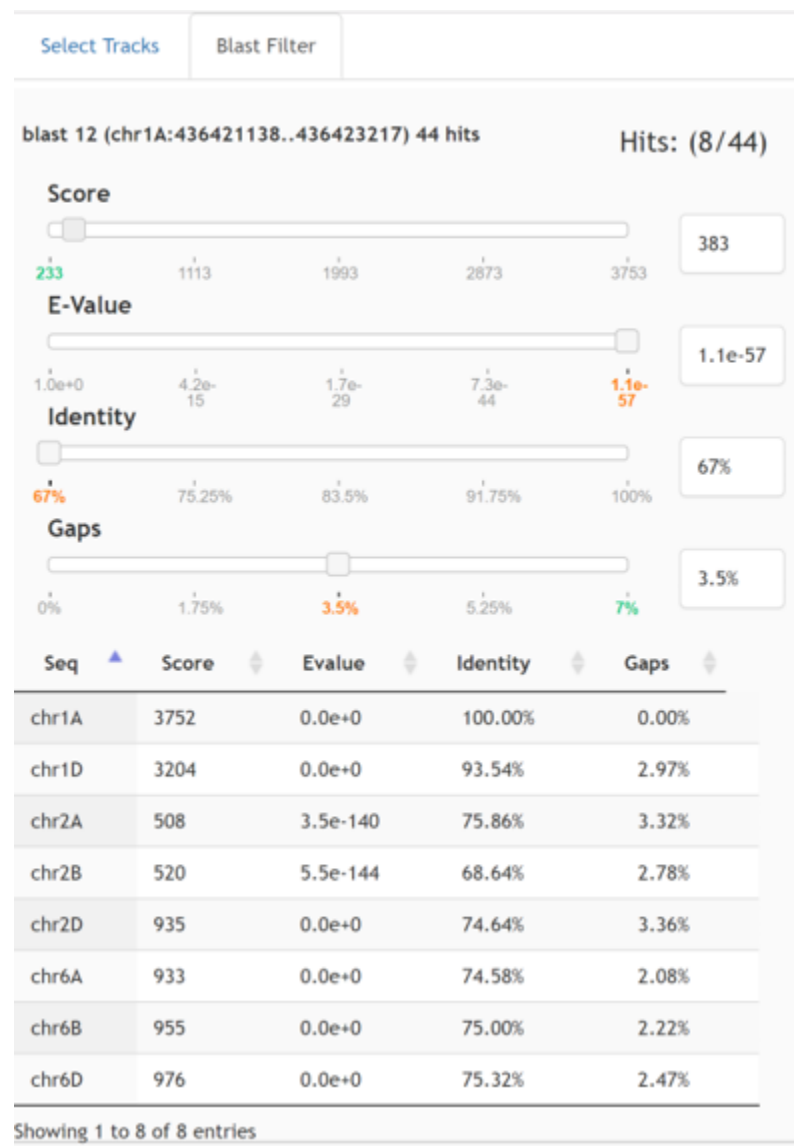 Select Tracks Blast Filter
blast 12 (chr1A:436421138..436423217) 44 hits Hits: (8/44)
Score
383
233 1113 1993 2873 3753
E-Value
1.1e-57
1.0e+0 4.2e- 1.7e- 7.3e- 1.1e-
15 29 44 57
Identity
67%
67% 75.25% 83.5% 91.75% 100%
Gaps
3.5%
0% 1.75% 3.5% 5.25% 7%
Seq Score Evalue Identity Gaps
chr1A 3752 0.0e+0 100.00% 0.00%
chr1D 3204 0.0e+0 93.54% 2.97%
chr2A 508 3.5e-140 75.86% 3.32%
chr2B 520 5.5e-144 68.64% 2.78%
chr2D 935 0.0e+0 74.64% 3.36%
chr6A 933 0.0e+0 74.58% 2.08%
chr6B 955 0.0e+0 75.00% 2.22%
chr6D 976 0.0e+0 75.32% 2.47%
Showing 1 to 8 of 8 entries